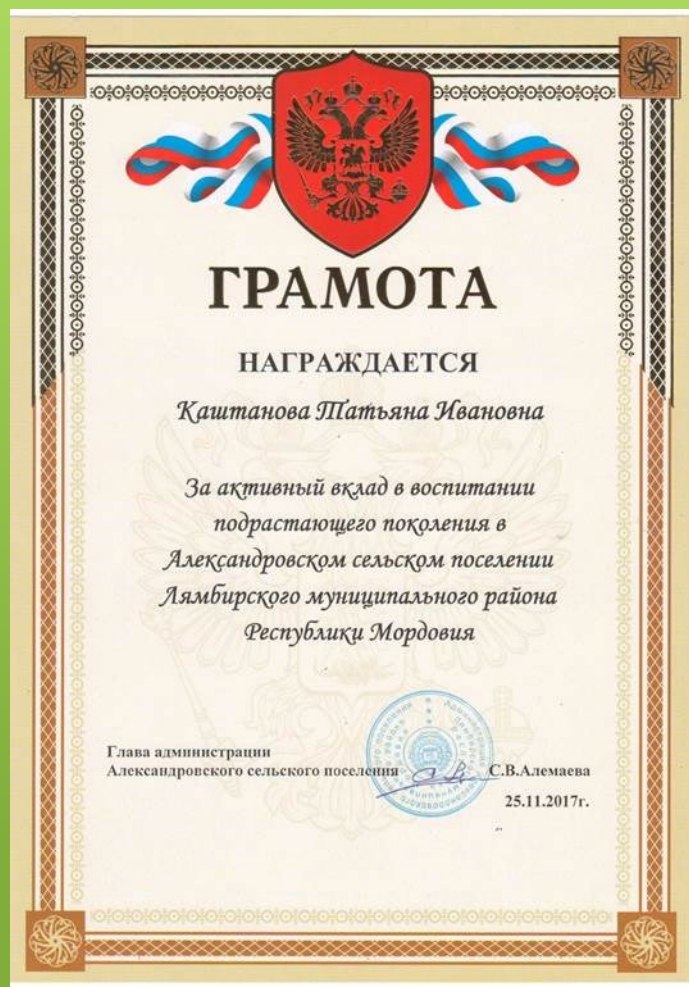 ГРАМОТА
НАГРАЖДАЕТСЯ
Каштанова Татьяна Ивановна
За активный вклад в воспитании
подрастающего поколения в
Александровском сельском поселении
Лямбирского муниципального района
Республики Мордовия
Глава администрации
Александровского сельского поселения С.В.Алемаева
25.11.2017г.